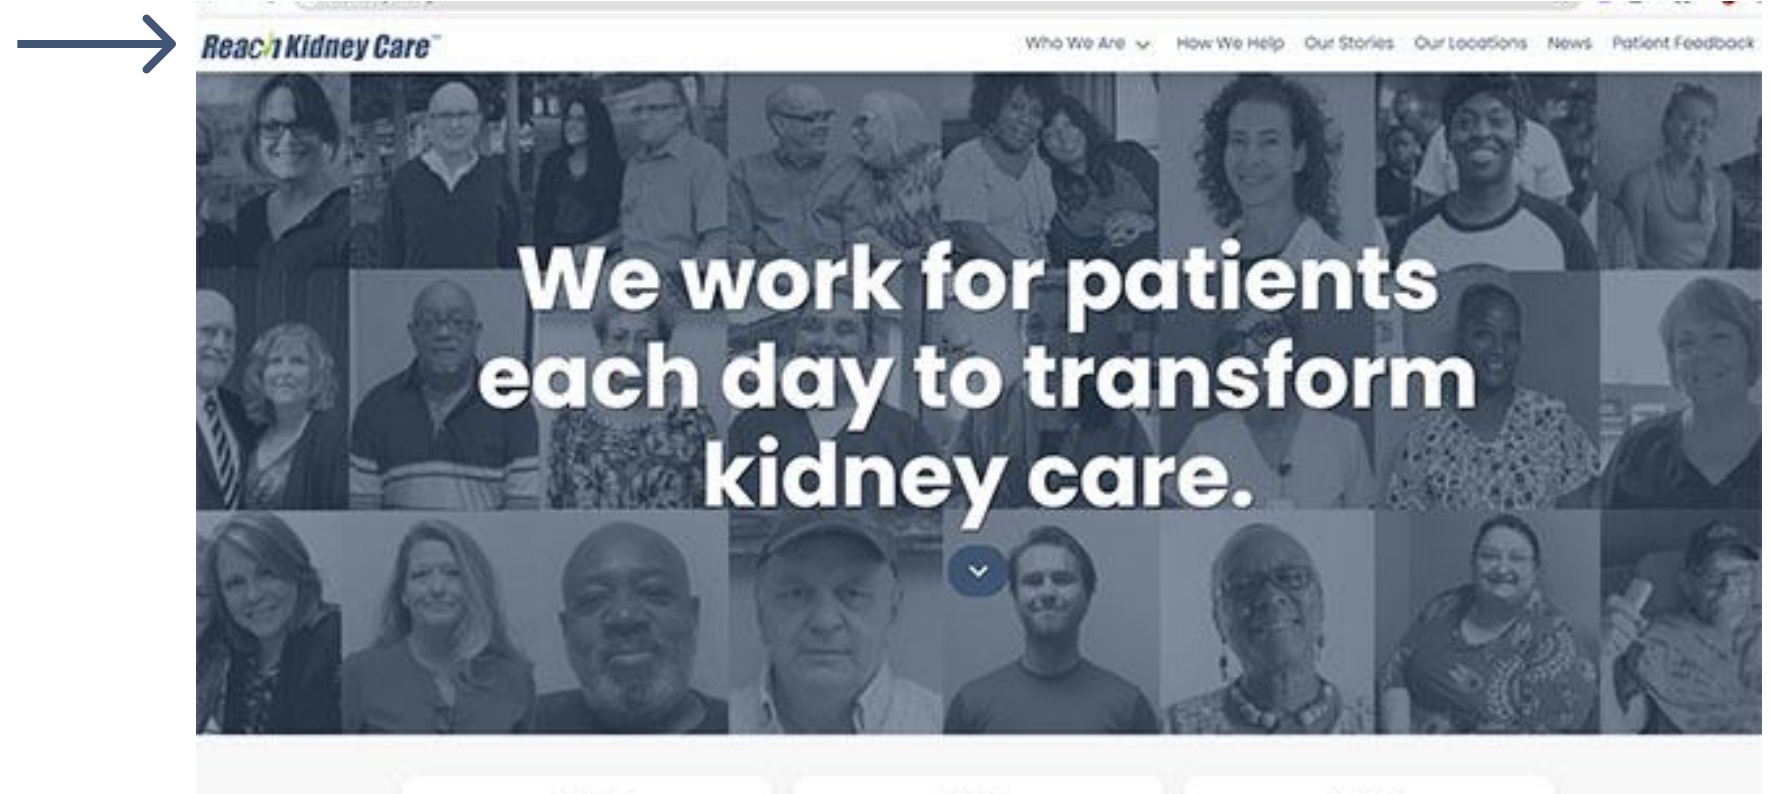 Reach Kidney Care™
Who We Are How We Help Our Stories Our Locations News Patient Feedback
We work for patients
each day to transform
kidney care.